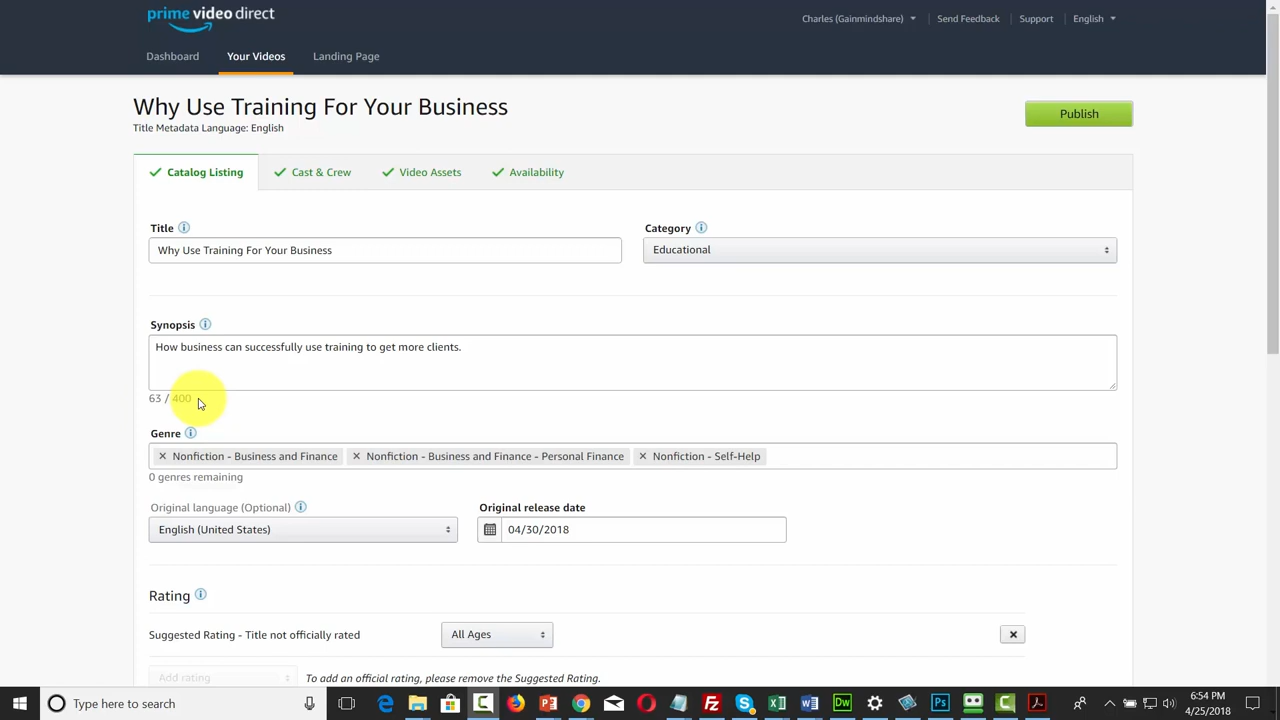 prime video direct
Charles (Gainmindshare)
Send Feedback
Support
English
Dashboard
Your Videos
Landing Page
Why Use Training For Your Business
Title Metadata Language: English
Publish
Catalog Listing
Cast & Crew
Video Assets
Availability
Title
Category
Why Use Training For Your Business
Educational
Synopsis
How business can successfully use training to get more clients.
63 / 400
Genre
× Nonfiction - Business and Finance
× Nonfiction - Business and Finance - Personal Finance
× Nonfiction - Self-Help
0 genres remaining
Original language (Optional)
Original release date
English (United States)
04/30/2018
Rating
Suggested Rating - Title not officially rated
All Ages
Add rating
To add an official rating, please remove the Suggested Rating.
Type here to search
6:54 PM
4/25/2018